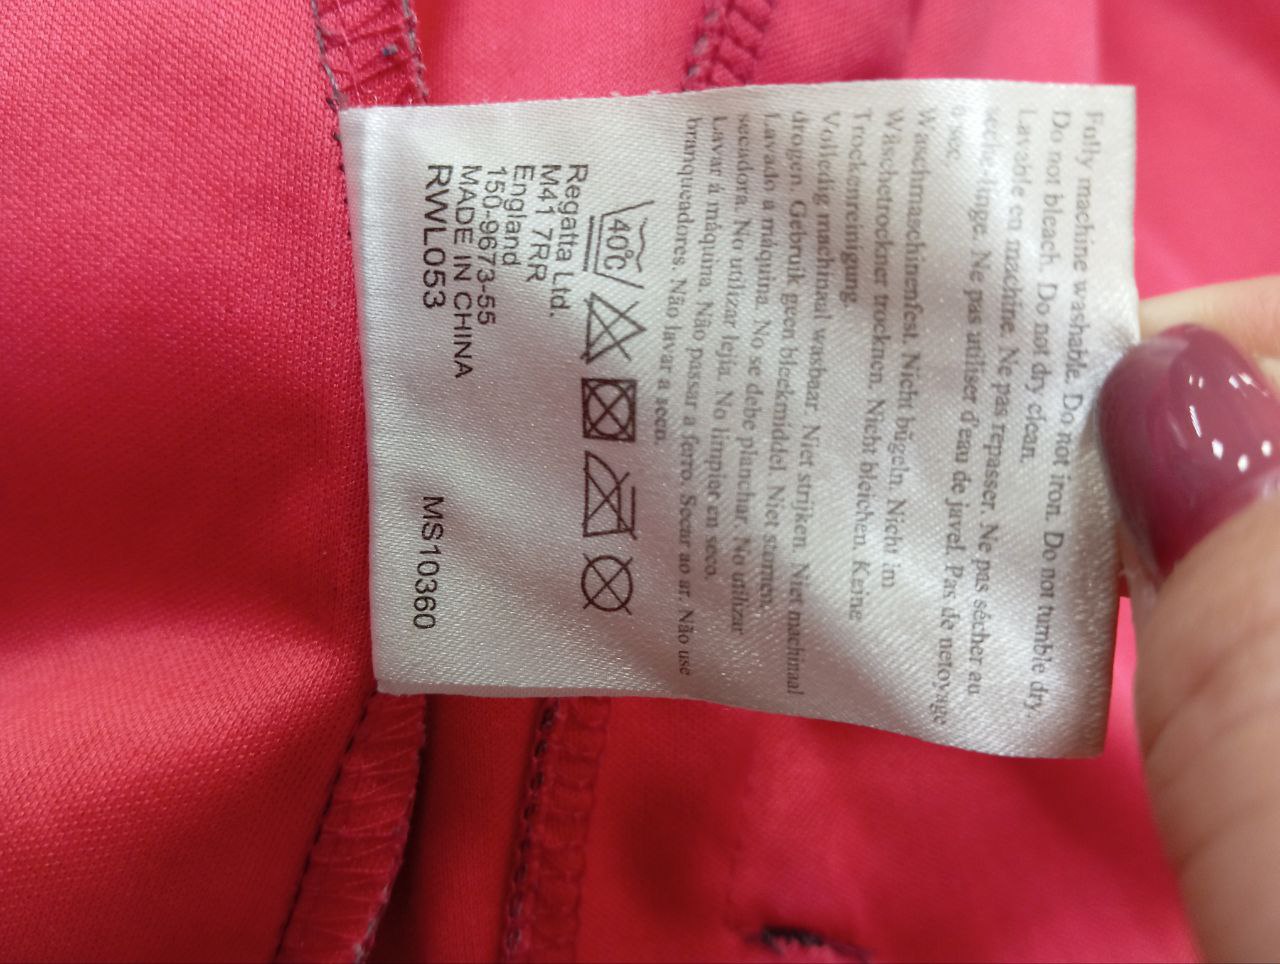 Fully machine washable. Do not iron. Do not tumble dry.
Do not bleach. Do not dry clean.
Lavable en machine. Ne pas repasser. Ne pas sécher au
sèche-linge. Ne pas utiliser d'eau de javel. Pas de netoyage
à sec.
Waschmaschinenfest. Nicht bügeln. Nicht im
Wäschetrockner trocknen. Nicht bleichen. Keine
Trockenreinigung.
Volledig machinaal wasbaar. Niet strijken. Niet machinaal
drogen. Gebruik geen bleekmiddel. Niet stomen.
Lavado a máquina. No se debe planchar. No utilizar
secadora. No utilizar lejia. No limpier en seco.
Lavar á máquina. Não passar a ferro. Secar ao ar. Não use
branqueadores. Não lavar a seco.
40°c
Regatta Ltd.
M41 7RR
England
150-9673-55
MADE IN CHINA
RWL053 MS10360